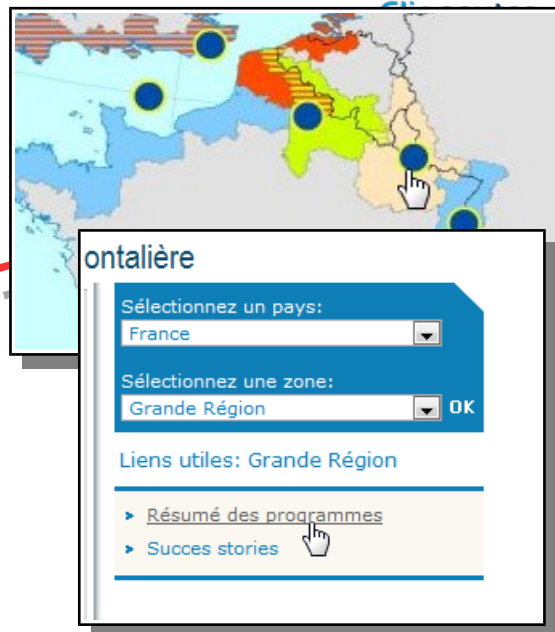 ontalière
Sélectionnez un pays:
France
Sélectionnez une zone:
Grande Région
OK
Liens utiles: Grande Région
Résumé des programmes
Succes stories